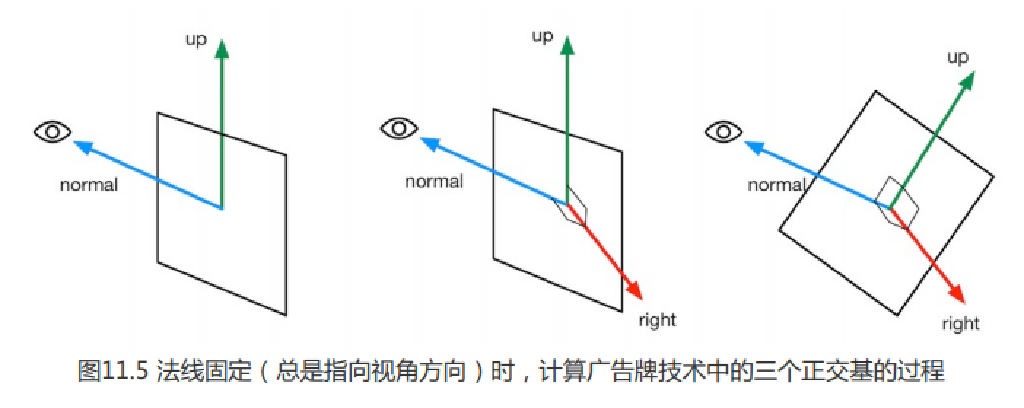 up
normal
up
normal
right
up
normal
right
图11.5 法线固定（总是指向视角方向）时，计算广告牌技术中的三个正交基的过程